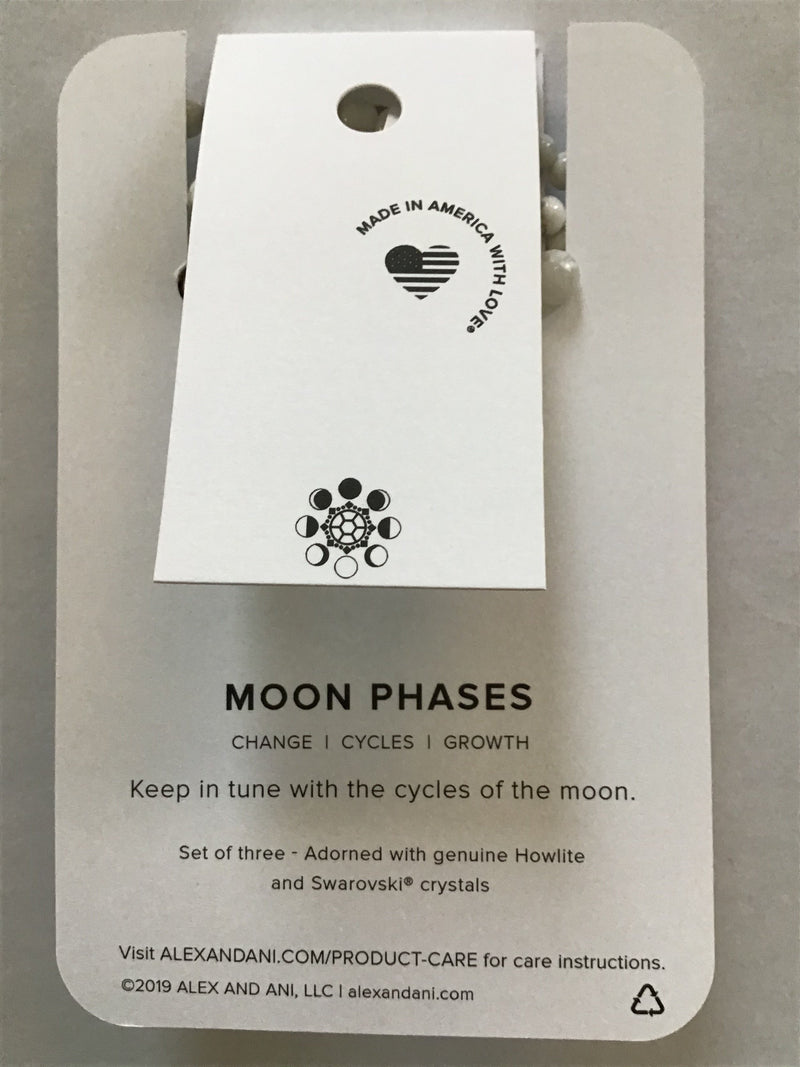 MADE IN AMERICA WITH LOVE®
MOON PHASES
CHANGE | CYCLES | GROWTH
Keep in tune with the cycles of the moon.
Set of three - Adorned with genuine Howlite
and Swarovski® crystals
Visit ALEXANDANI.COM/PRODUCT-CARE for care instructions.
©2019 ALEX AND ANI, LLC | alexandani.com